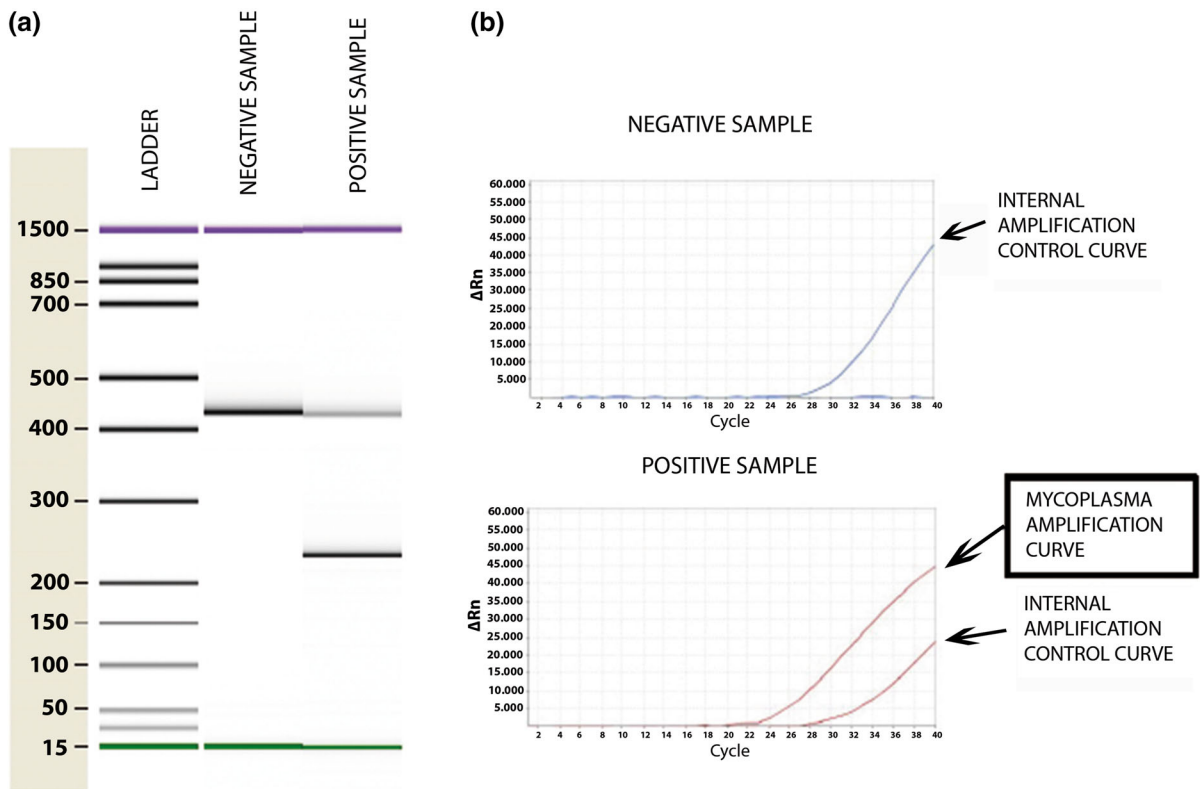 (a)
LADDER
NEGATIVE SAMPLE
POSITIVE SAMPLE
1500
850
700
500
400
300
200
150
100
50
15
(b)
NEGATIVE SAMPLE
60.000
55.000
50.000
45.000
40.000
35.000
30.000
25.000
20.000
15.000
10.000
5.000
ΔRn
2 4 6 8 10 12 14 16 18 20 22 24 26 28 30 32 34 36 38 40
Cycle
INTERNAL
AMPLIFICATION
CONTROL CURVE
POSITIVE SAMPLE
60.000
55.000
50.000
45.000
40.000
35.000
30.000
25.000
20.000
15.000
10.000
5.000
ΔRn
2 4 6 8 10 12 14 16 18 20 22 24 26 28 30 32 34 36 38 40
Cycle
MYCOPLASMA
AMPLIFICATION
CURVE
INTERNAL
AMPLIFICATION
CONTROL CURVE